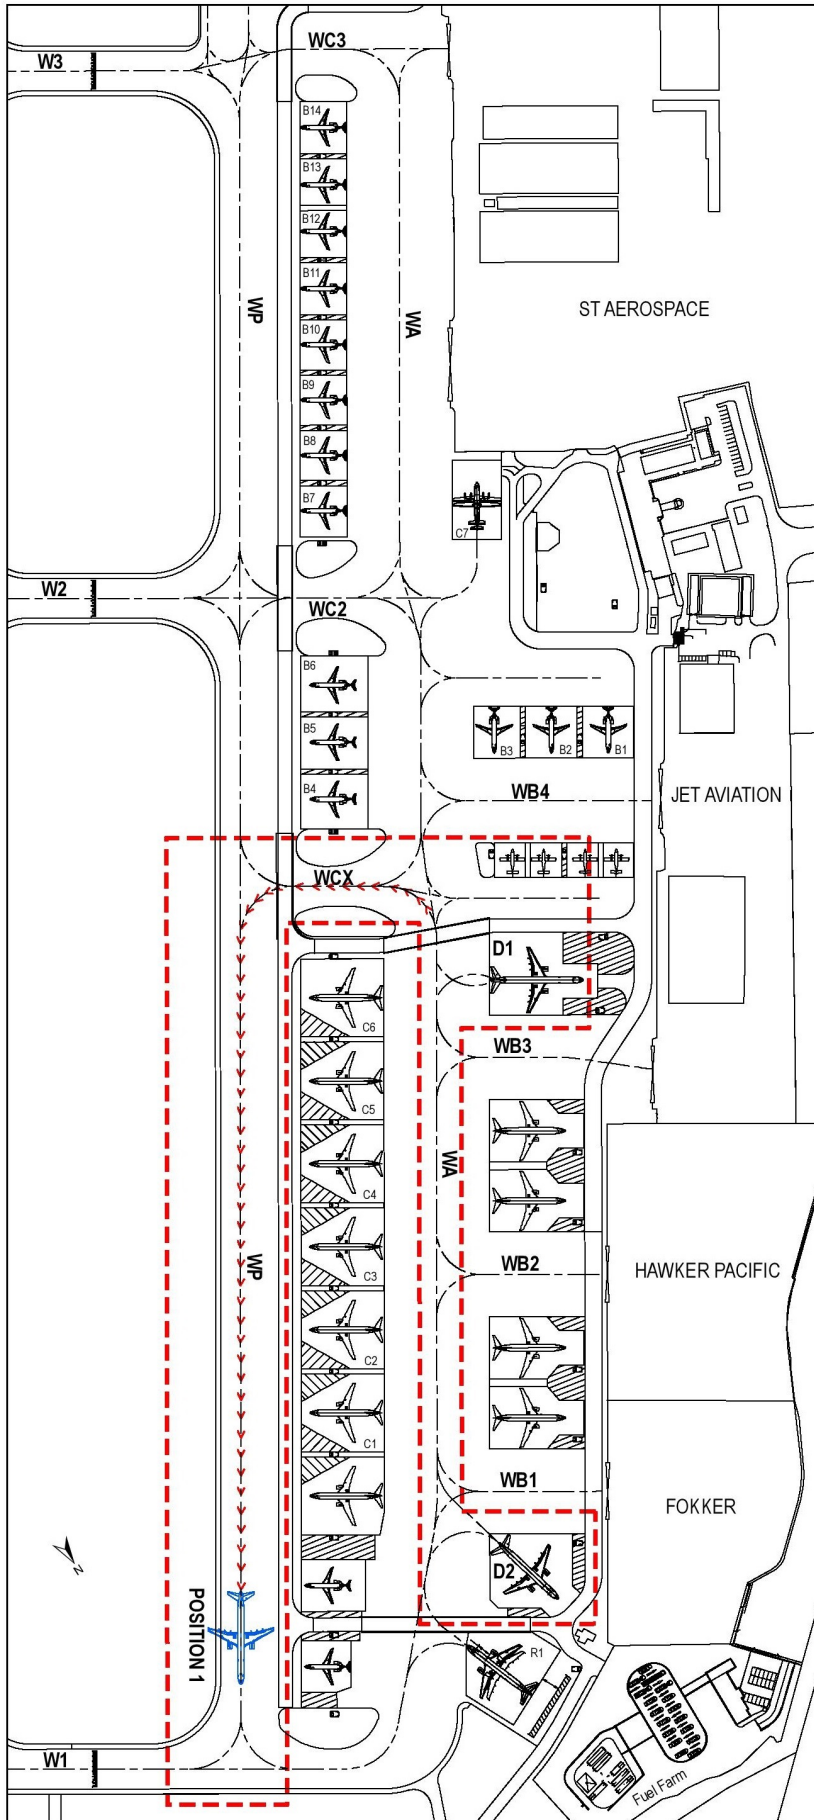 WC3
W3
B14
B13
B12
B11
WP
ST AEROSPACE
WA
B10
B9
B8
B7
C7
W2
WC2
B6
B5
B3
B2
B1
B4
WB4
JET AVIATION
WCX
D1
C6
C5
WB3
C4
WA
C3
WP
WB2
HAWKER PACIFIC
C2
C1
WB1
FOKKER
N
D2
POSITION 1
R1
W1
Fuel Farm